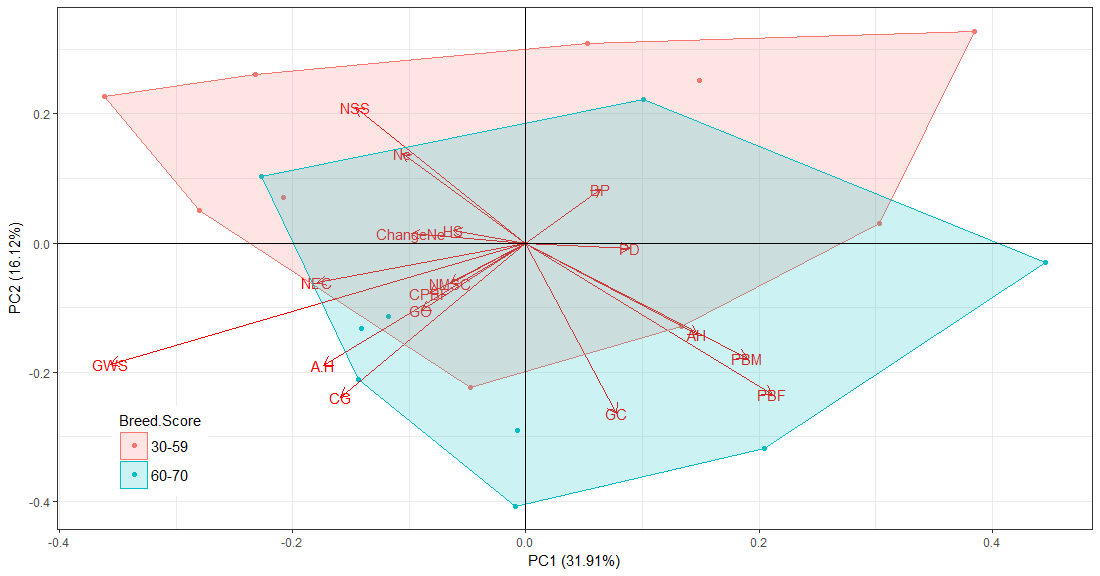 NSS
Ne
BP
ChangeNe
HS
PD
NEC
NMSC
CPBF
GO
AH
GWS
A.H
PBM
CG
PBF
GC
Breed.Score
30-59
60-70
0.2
0.0
-0.2
-0.4
-0.4
-0.2
0.0
0.2
0.4
PC1 (31.91%)
PC2 (16.12%)